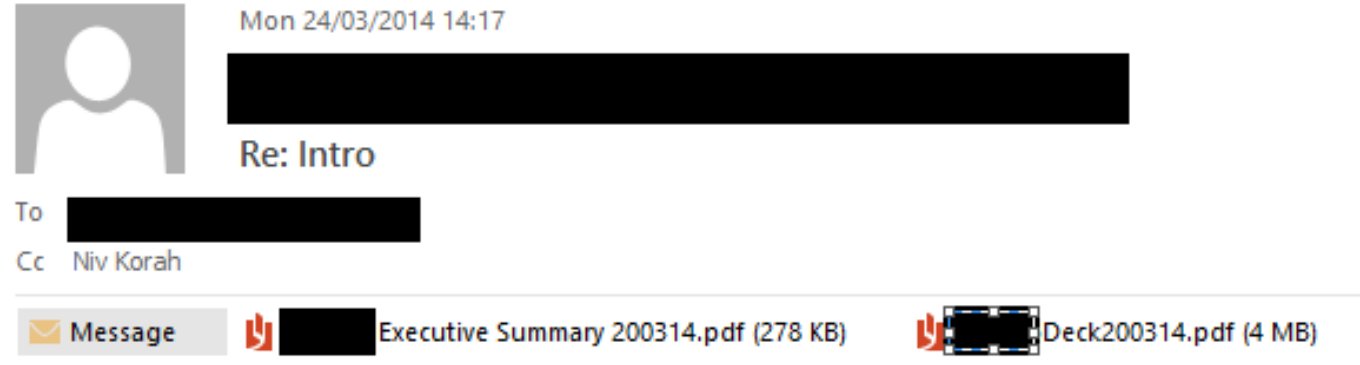 Mon 24/03/2014 14:17
Re: Intro
To
Cc Niv Korah
Message Executive Summary 200314.pdf (278 KB) Deck200314.pdf (4 MB)